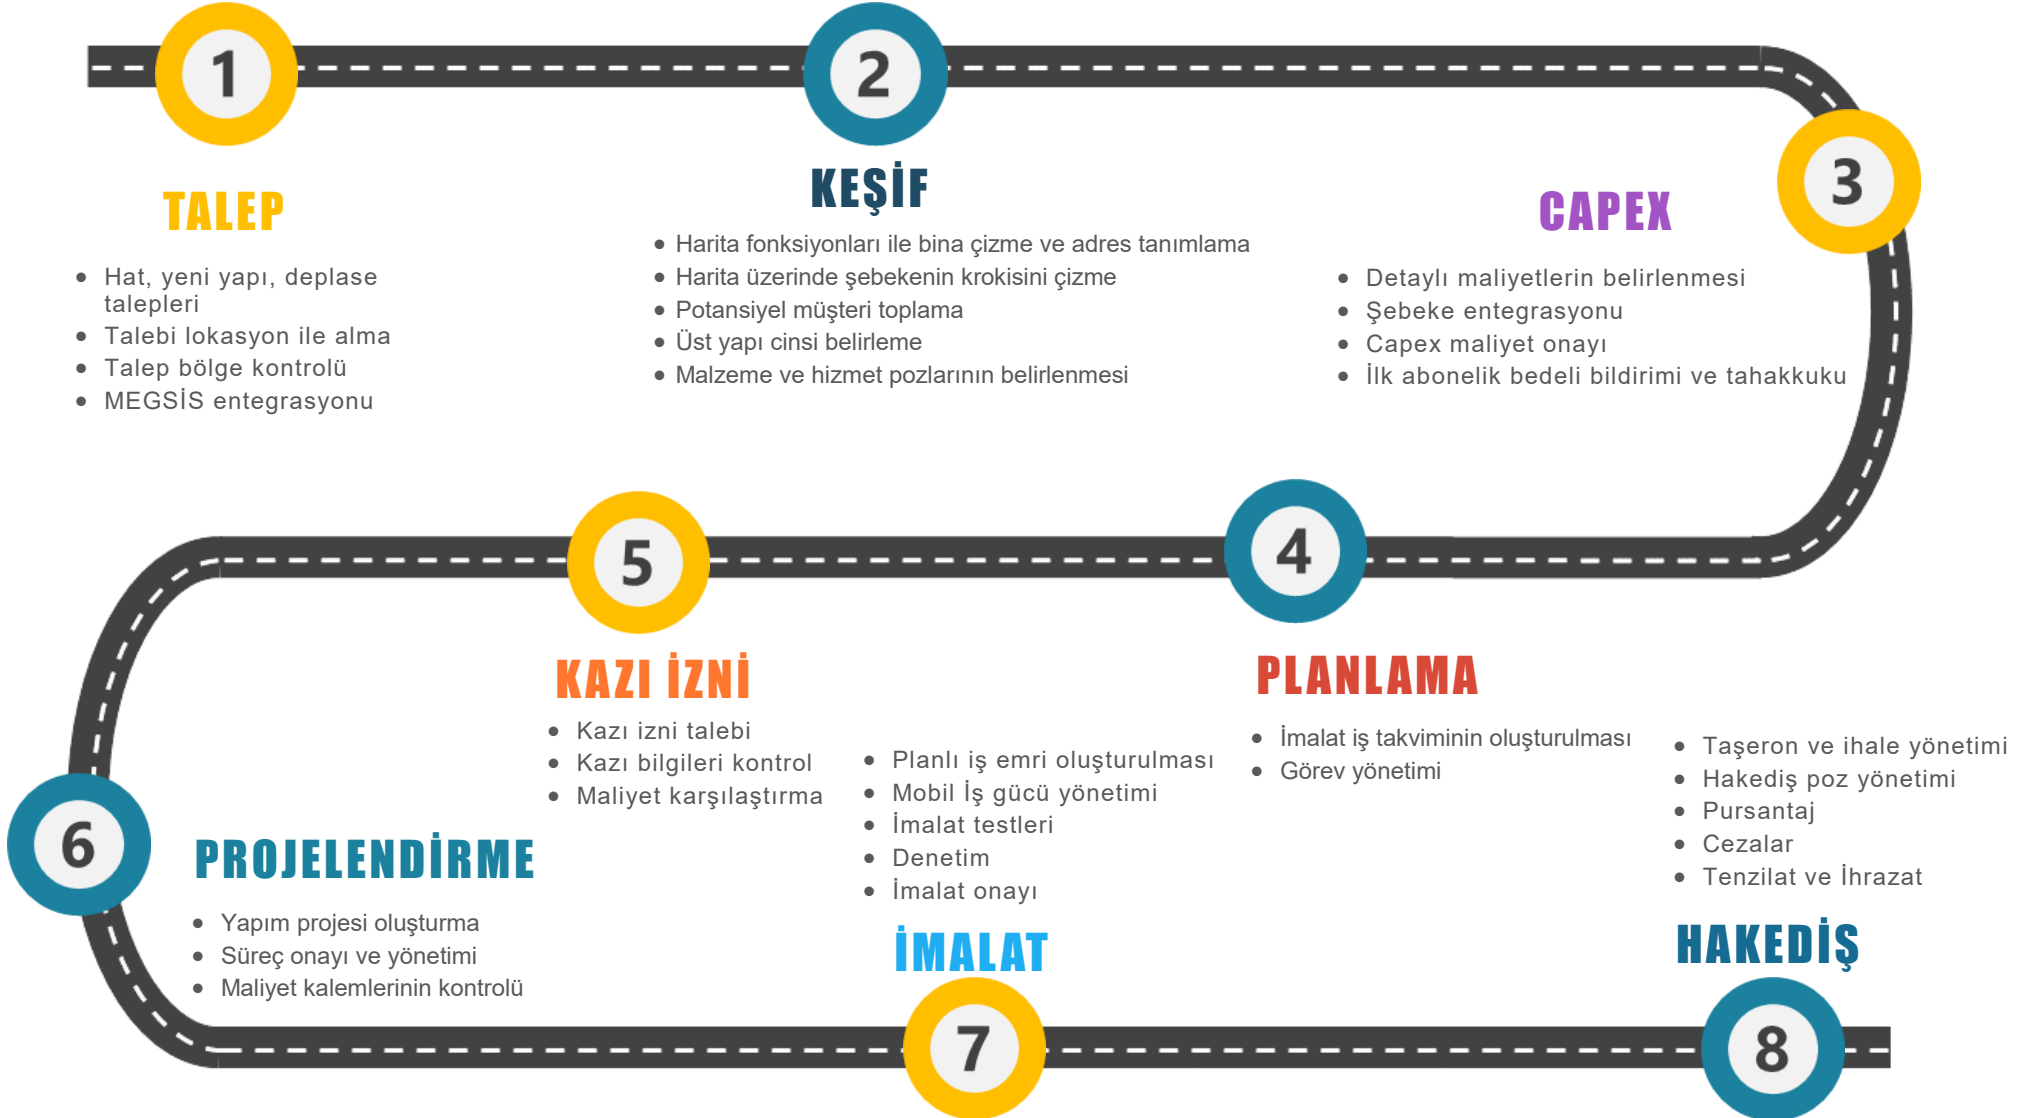 1
TALEP
• Hat, yeni yapı, deplase
talepleri
• Talebi lokasyon ile alma
• Talep bölge kontrolü
• MEGSİS entegrasyonu
2
KEŞİF
• Harita fonksiyonları ile bina çizme ve adres tanımlama
• Harita üzerinde şebekenin krokisini çizme
• Potansiyel müşteri toplama
• Üst yapı cinsi belirleme
• Malzeme ve hizmet pozlarının belirlenmesi
3
CAPEX
• Detaylı maliyetlerin belirlenmesi
• Şebeke entegrasyonu
• Capex maliyet onayı
• İlk abonelik bedeli bildirimi ve tahakkuku
4
PLANLAMA
• İmalat iş takviminin oluşturulması
• Görev yönetimi
5
KAZI İZNİ
• Kazı izni talebi
• Kazı bilgileri kontrol
• Maliyet karşılaştırma
6
PROJELENDİRME
• Yapım projesi oluşturma
• Süreç onayı ve yönetimi
• Maliyet kalemlerinin kontrolü
• Planlı iş emri oluşturulması
• Mobil İş gücü yönetimi
• İmalat testleri
• Denetim
• İmalat onayı
İMALAT
7
• Taşeron ve ihale yönetimi
• Hakediş poz yönetimi
• Pursantaj
• Cezalar
• Tenzilat ve İhrazat
HAKEDİŞ
8